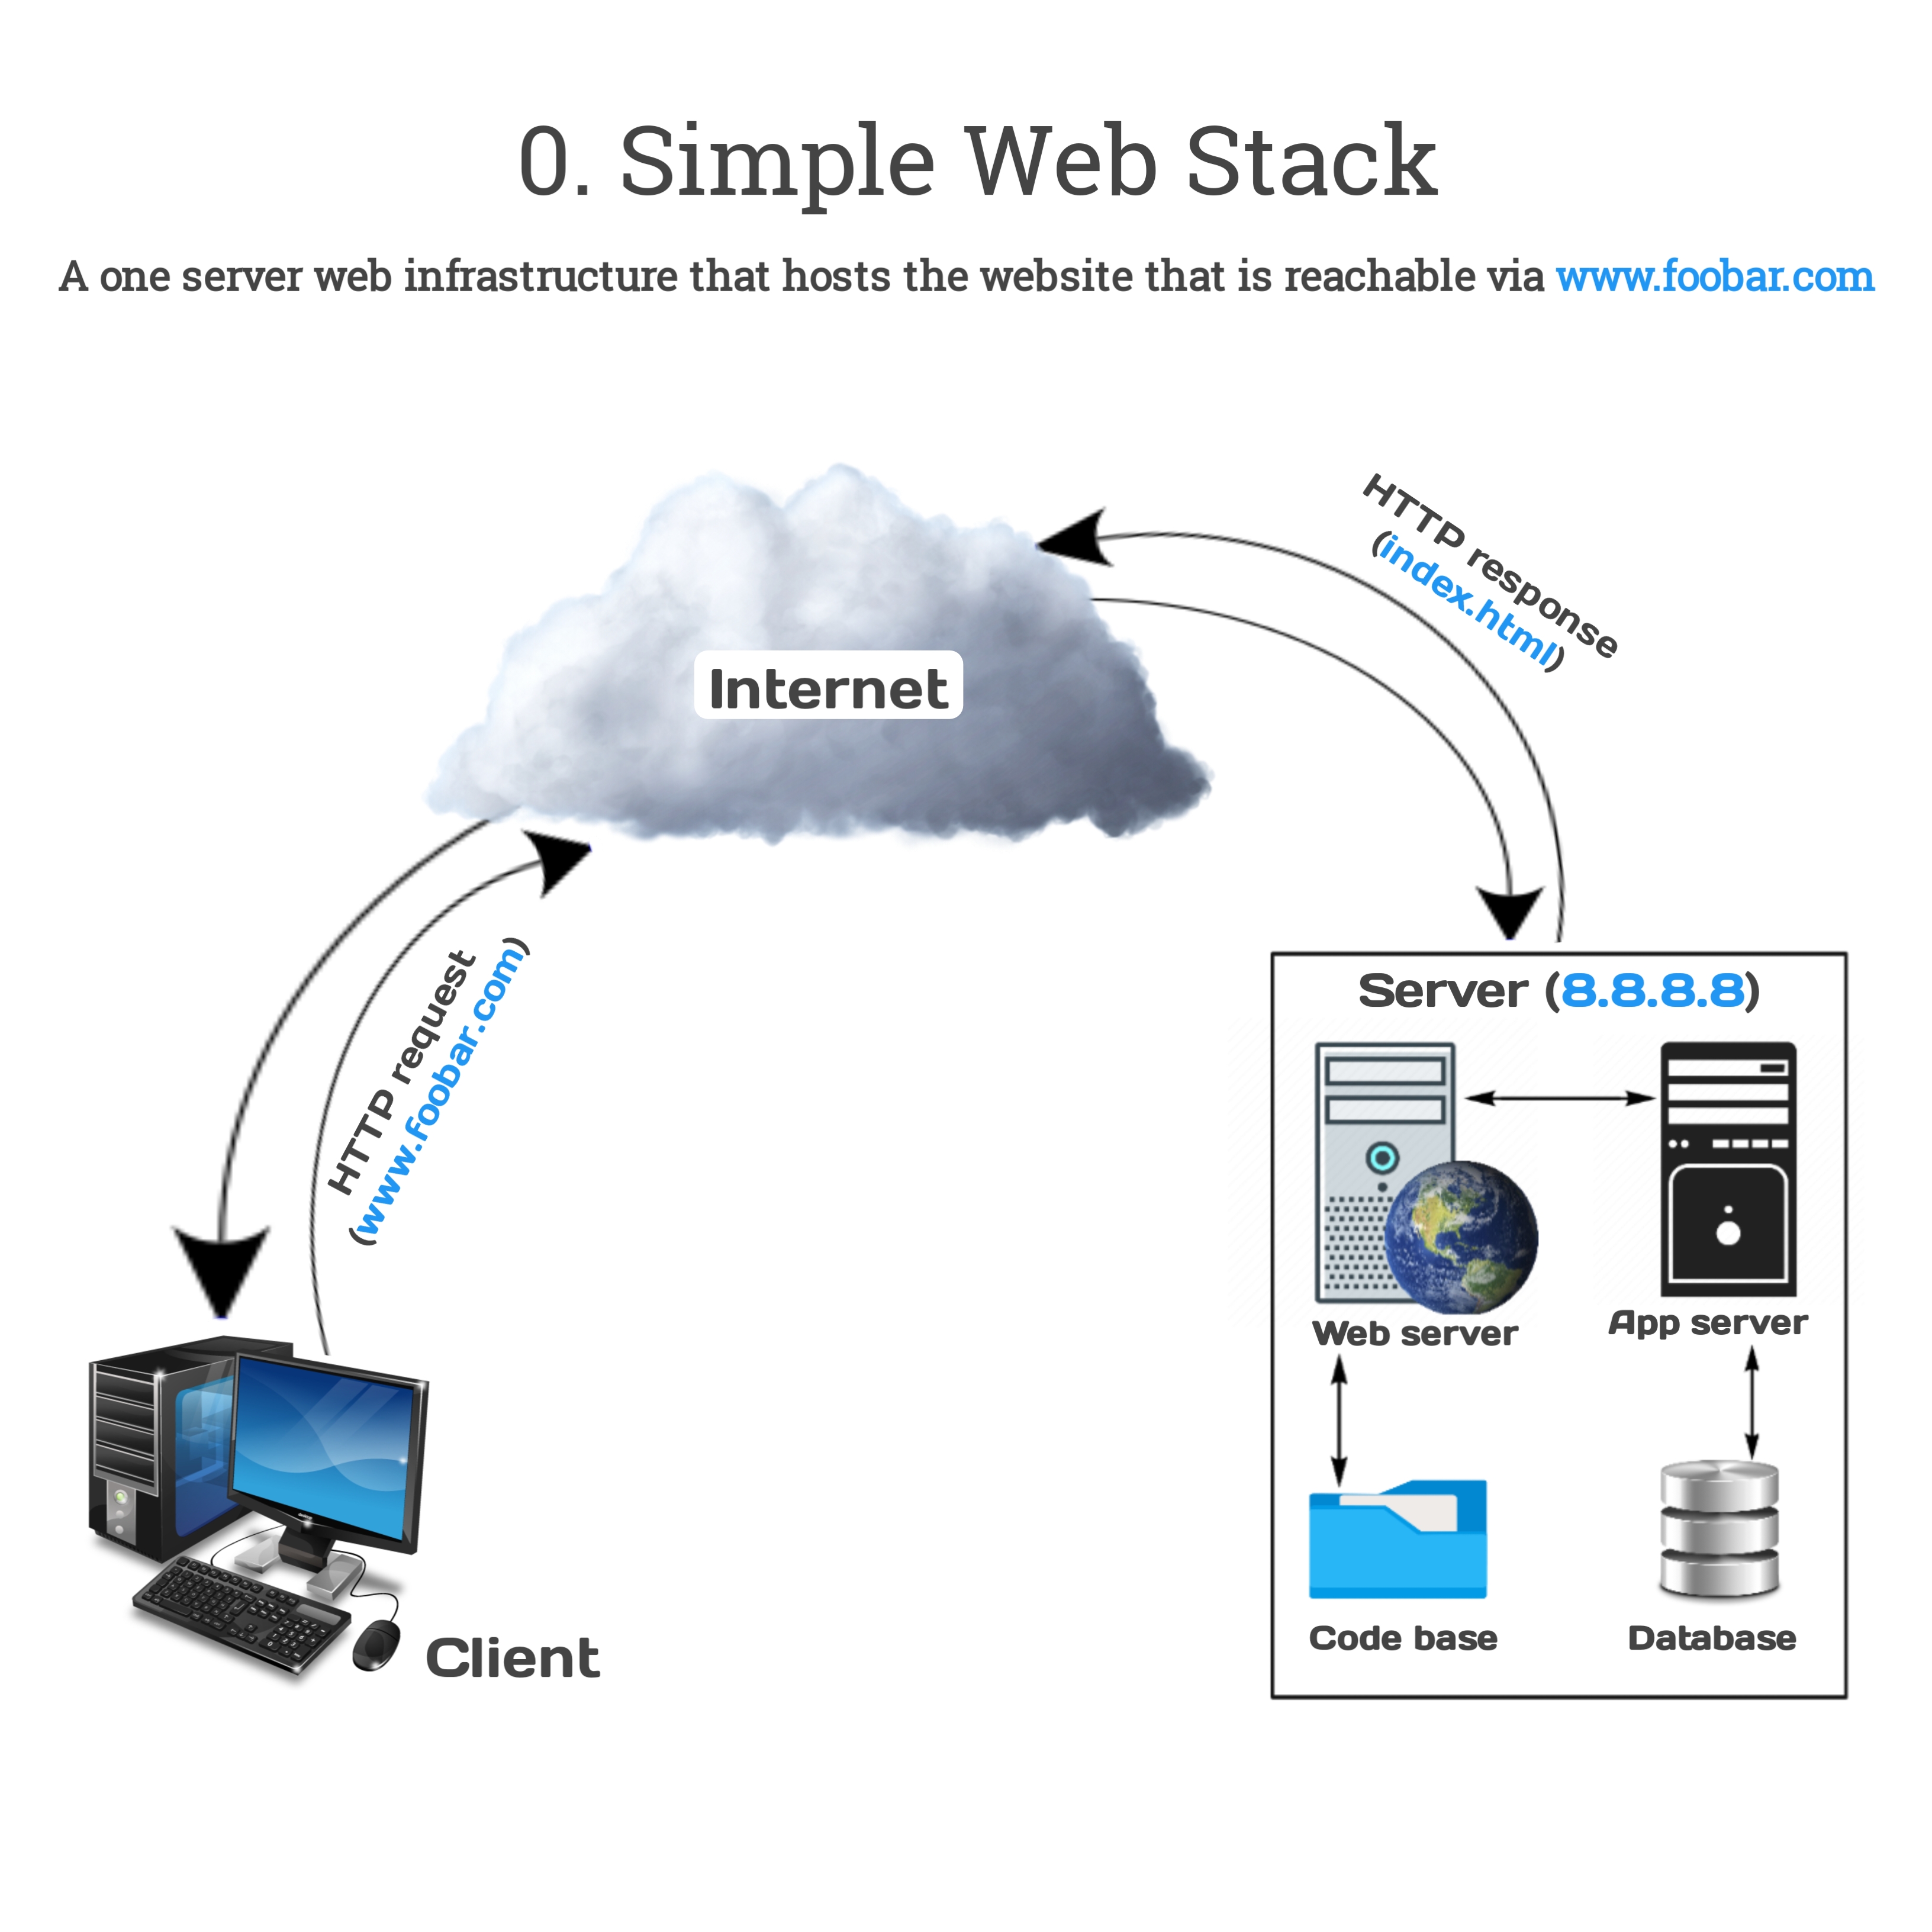 0. Simple Web Stack
A one server web infrastructure that hosts the website that is reachable via www.foobar.com
HTTP response
(index.html)
Internet
HTTP request
(www.foobar.com)
Server (8.8.8.8)
Web server
App server
Code base
Database
Client